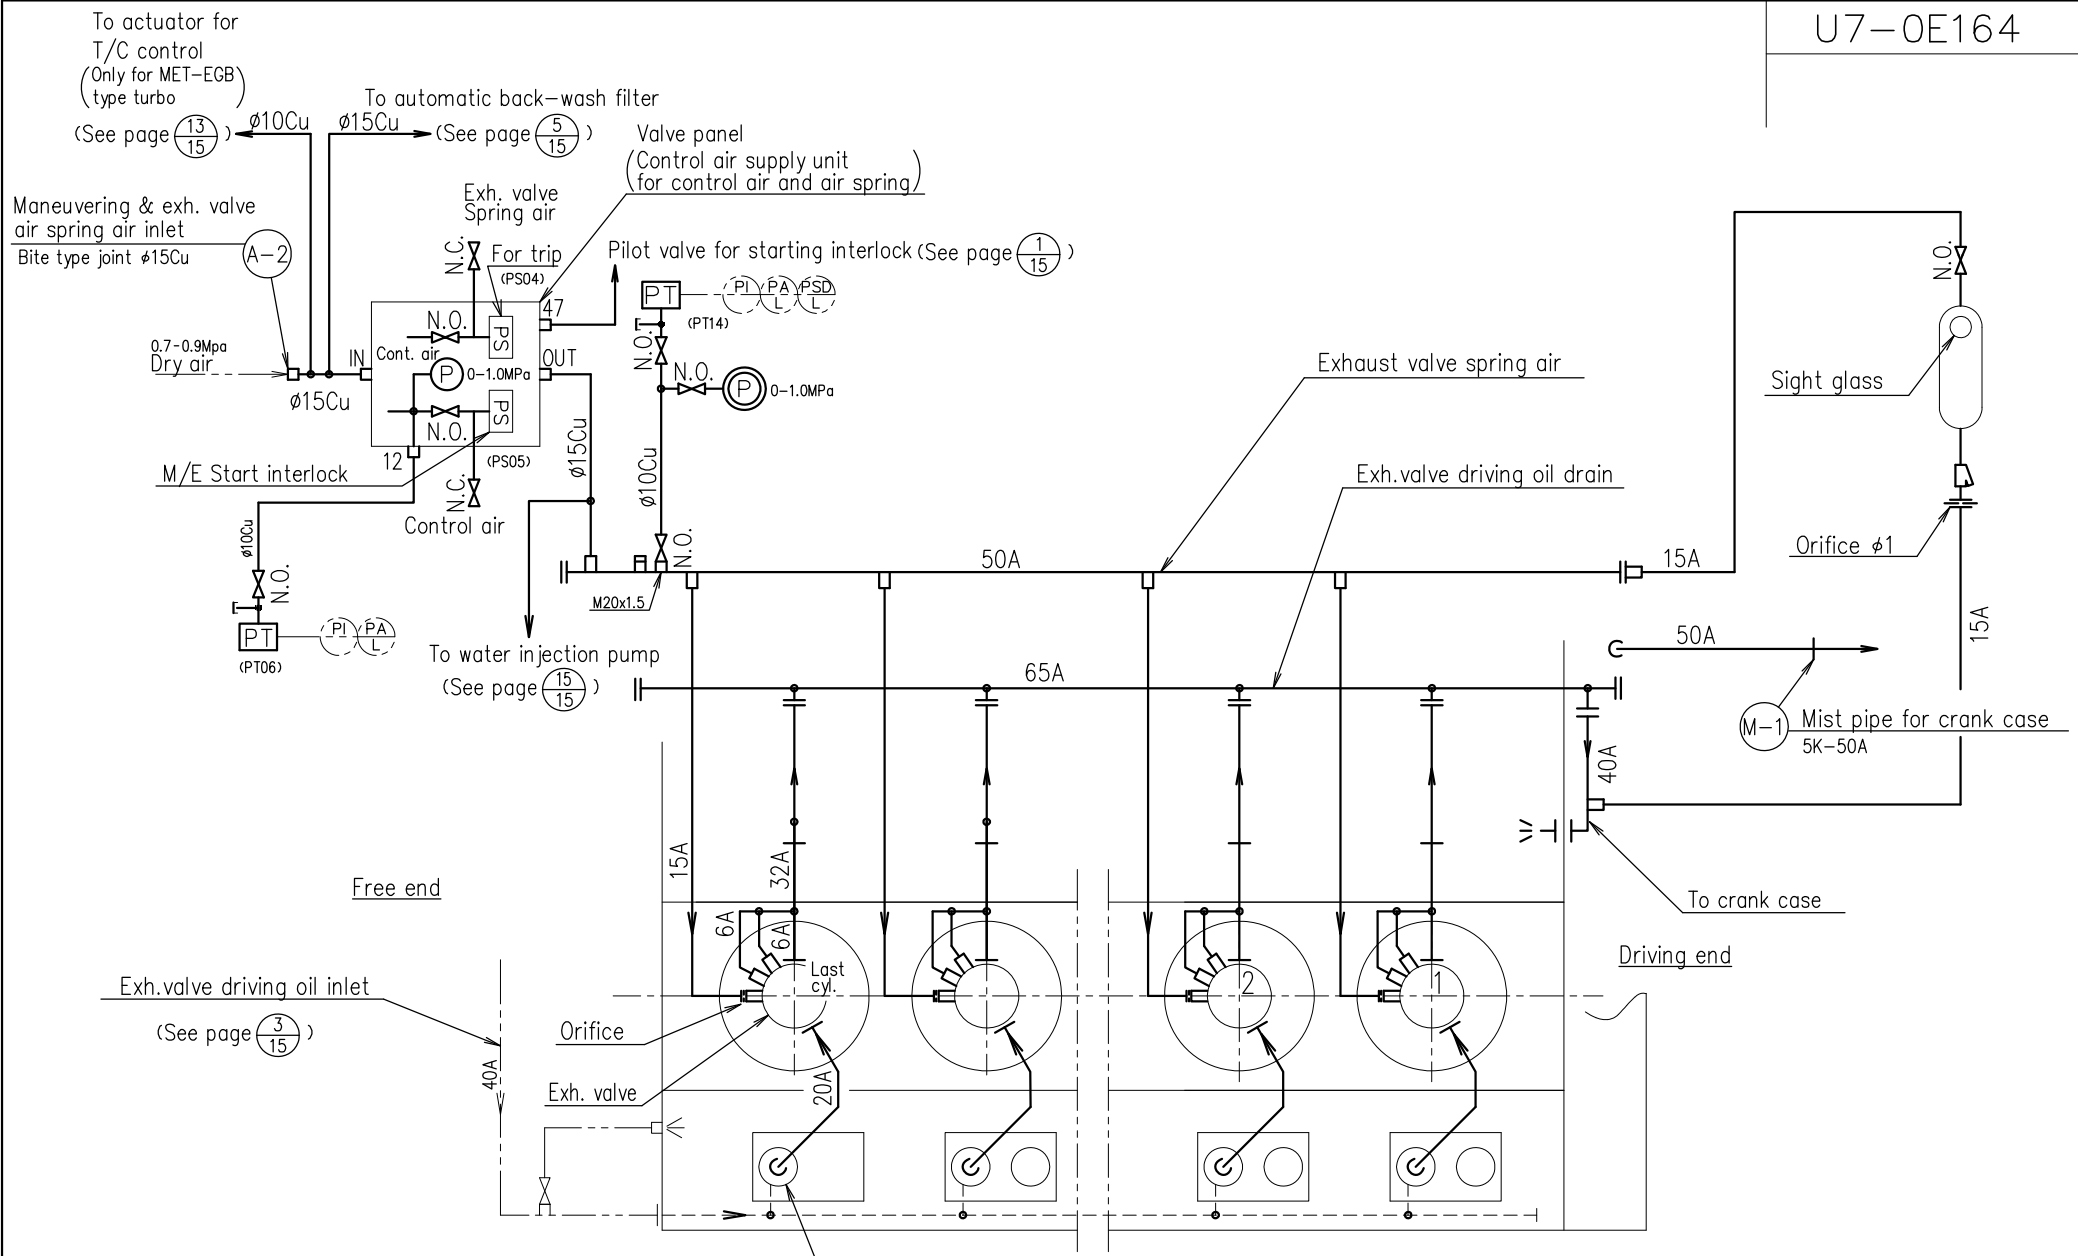 U7-0E164
To actuator for
T/C control
(Only for MET-EGB)
type turbo
(See page 13/15)
ø10Cu
ø15Cu
To automatic back-wash filter
(See page 5/15)
Valve panel
(Control air supply unit
for control air and air spring)
Maneuvering & exh. valve
air spring air inlet
Bite type joint ø15Cu
A-2
Exh. valve
Spring air
N.C.
For trip
(PS04)
Pilot valve for starting interlock (See page 1/15)
47
N.O.
PS
PT
PI
PA
L
PSD
L
(PT14)
N.O.
0.7-0.9Mpa
Dry air
IN
Cont. air
P
0-1.0MPa
OUT
N.O.
P
0-1.0MPa
ø15Cu
N.O.
PS
12
(PS05)
M/E Start interlock
N.C.
Control air
ø15Cu
ø10Cu
ø10Cu
N.O.
PT
PI
PA
L
(PT06)
N.O.
M20x1.5
To water injection pump
(See page 15/15)
50A
Exhaust valve spring air
Exh.valve driving oil drain
15A
N.O.
Sight glass
Orifice ø1
15A
65A
50A
M-1
Mist pipe for crank case
5K-50A
40A
To crank case
Free end
Driving end
15A
32A
6A
6A
Last
cyl.
2
1
Exh.valve driving oil inlet
(See page 3/15)
40A
Orifice
Exh. valve
20A